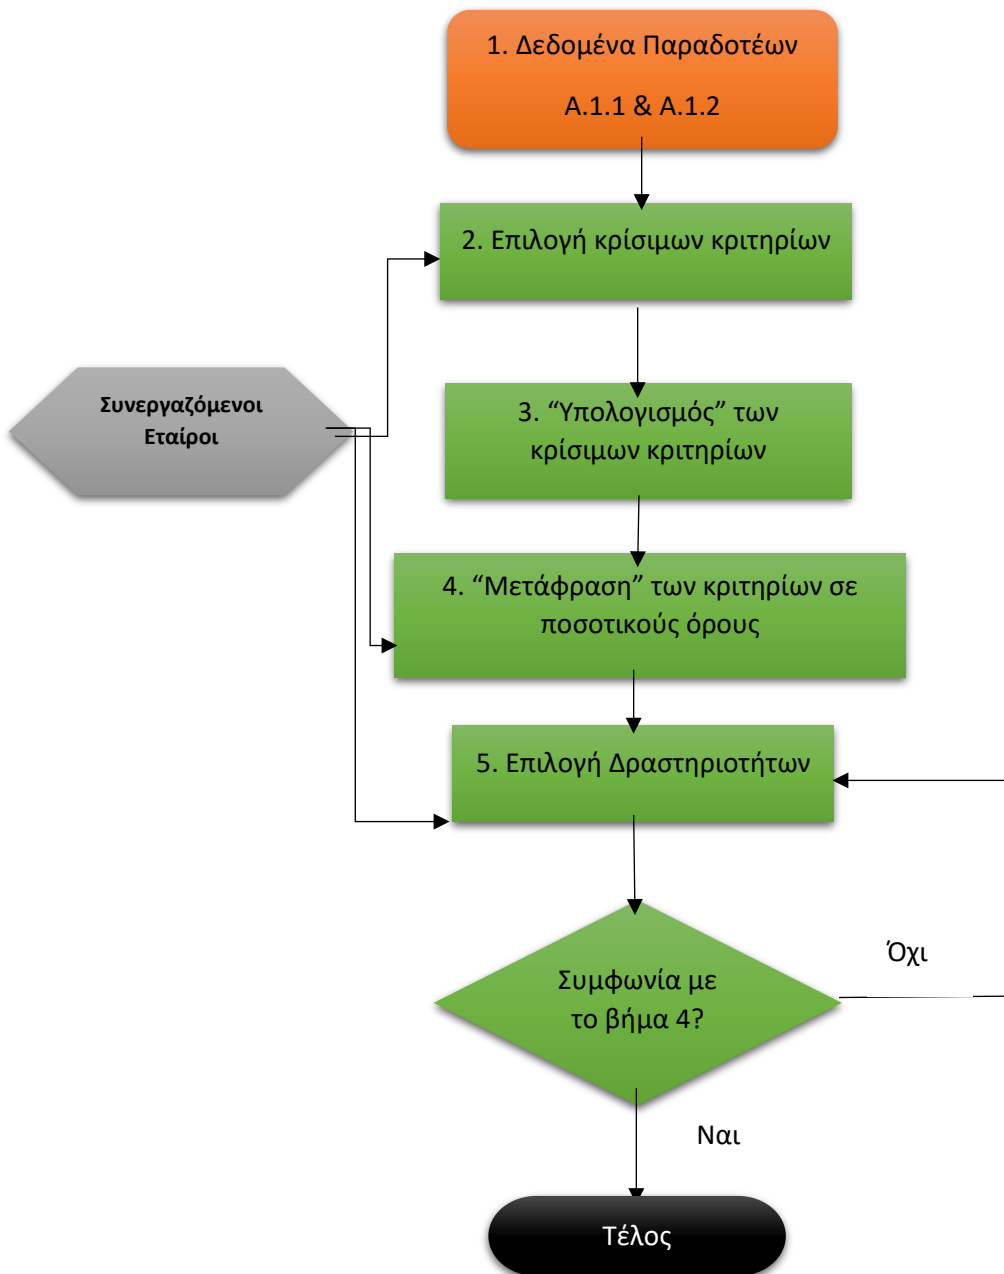 1. Δεδομένα Παραδοτέων
Α.1.1 & Α.1.2
2. Επιλογή κρίσιμων κριτηρίων
Συνεργαζόμενοι
Εταίροι
3. “Υπολογισμός” των
κρίσιμων κριτηρίων
4. “Μετάφραση” των κριτηρίων σε
ποσοτικούς όρους
5. Επιλογή Δραστηριοτήτων
Συμφωνία με
το βήμα 4?
Όχι
Ναι
Τέλος